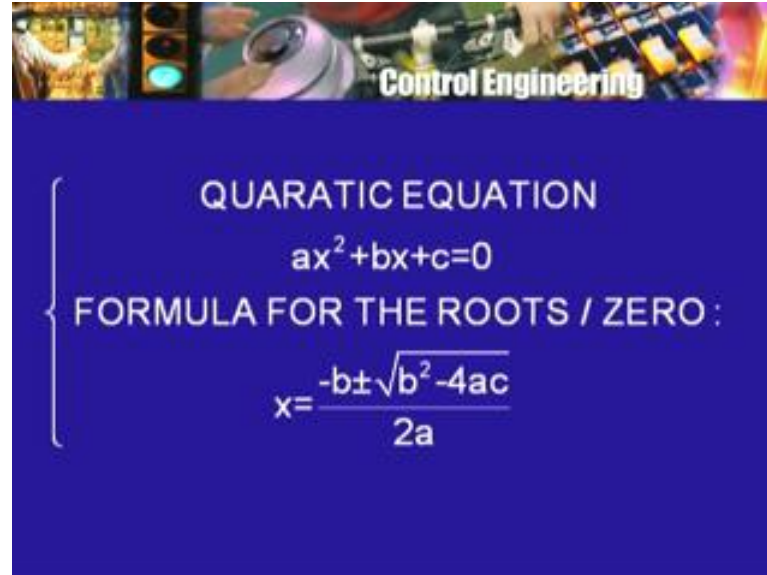 Control Engineering
QUARATIC EQUATION
ax²+bx+c=0
FORMULA FOR THE ROOTS / ZERO :
x=-b±√b²-4ac/2a